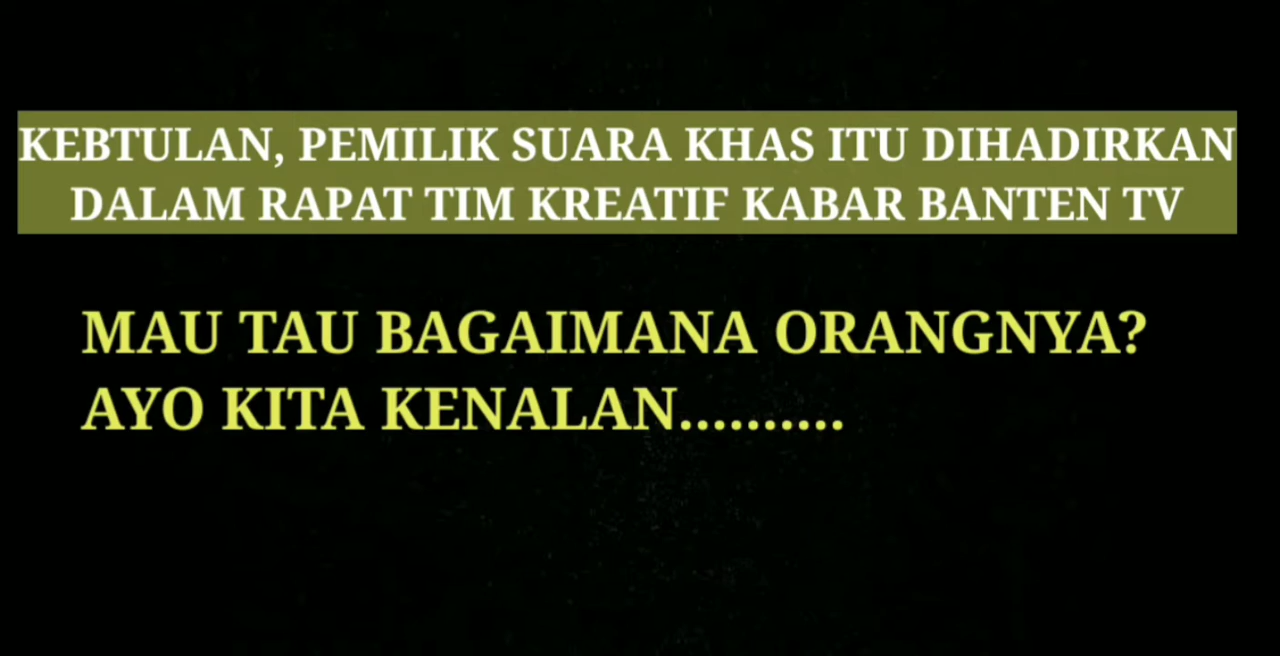 KEBTULAN, PEMILIK SUARA KHAS ITU DIHADIRKAN
DALAM RAPAT TIM KREATIF KABAR BANTEN TV
MAU TAU BAGAIMANA ORANGNYA?
AYO KITA KENALAN..........